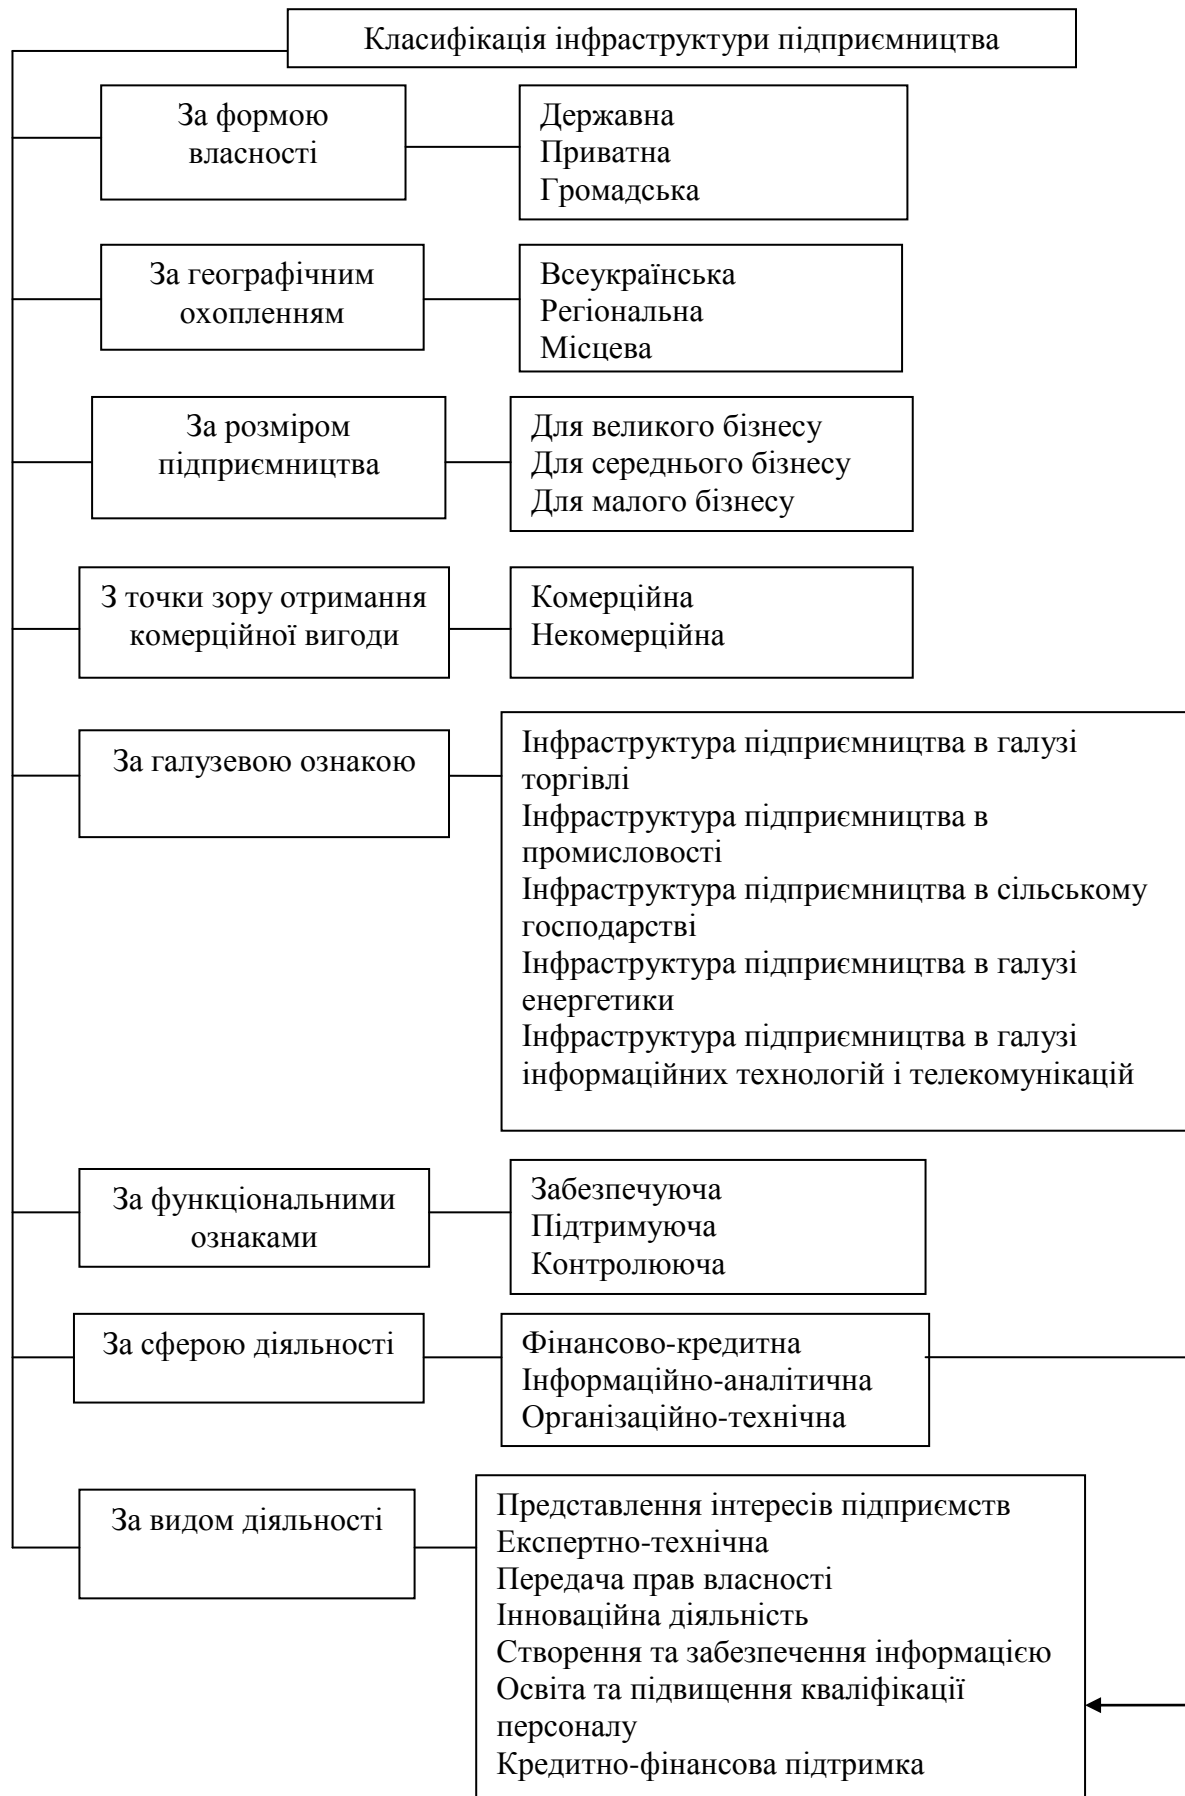 Класифікація інфраструктури підприємництва
За формою
власності
Державна
Приватна
Громадська
За географічним
охопленням
Всеукраїнська
Регіональна
Місцева
За розміром
підприємництва
Для великого бізнесу
Для середнього бізнесу
Для малого бізнесу
З точки зору отримання
комерційної вигоди
Комерційна
Некомерційна
За галузевою ознакою
Інфраструктура підприємництва в галузі
торгівлі
Інфраструктура підприємництва в
промисловості
Інфраструктура підприємництва в сільському
господарстві
Інфраструктура підприємництва в галузі
енергетики
Інфраструктура підприємництва в галузі
інформаційних технологій і телекомунікацій
За функціональними
ознаками
Забезпечуюча
Підтримуюча
Контролююча
За сферою діяльності
Фінансово-кредитна
Інформаційно-аналітична
Організаційно-технічна
За видом діяльності
Представлення інтересів підприємств
Експертно-технічна
Передача прав власності
Інноваційна діяльність
Створення та забезпечення інформацією
Освіта та підвищення кваліфікації
персоналу
Кредитно-фінансова підтримка